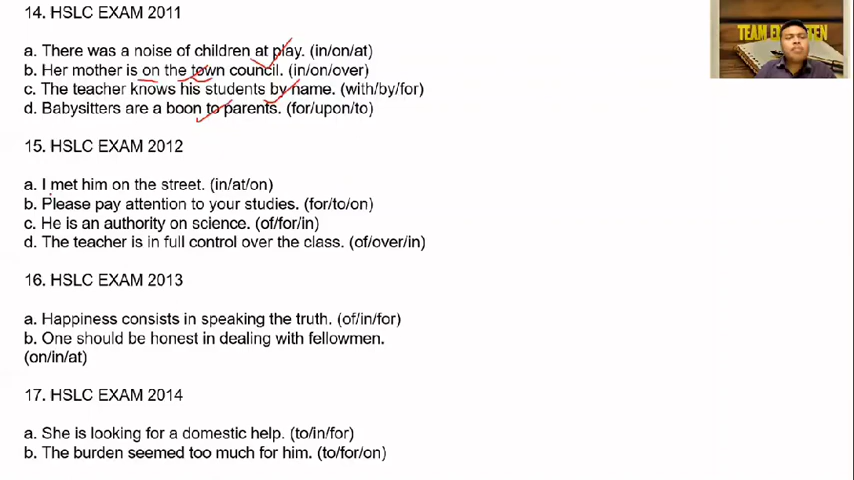 14. HSLC EXAM 2011
a. There was a noise of children at play. (in/on/at)
b. Her mother is on the town council. (in/on/over)
c. The teacher knows his students by name. (with/by/for)
d. Babysitters are a boon to parents. (for/upon/to)
15. HSLC EXAM 2012
a. I met him on the street. (in/at/on)
b. Please pay attention to your studies. (for/to/on)
c. He is an authority on science. (of/for/in)
d. The teacher is in full control over the class. (of/over/in)
16. HSLC EXAM 2013
a. Happiness consists in speaking the truth. (of/in/for)
b. One should be honest in dealing with fellowmen.
(on/in/at)
17. HSLC EXAM 2014
a. She is looking for a domestic help. (to/in/for)
b. The burden seemed too much for him. (to/for/on)
TEAM